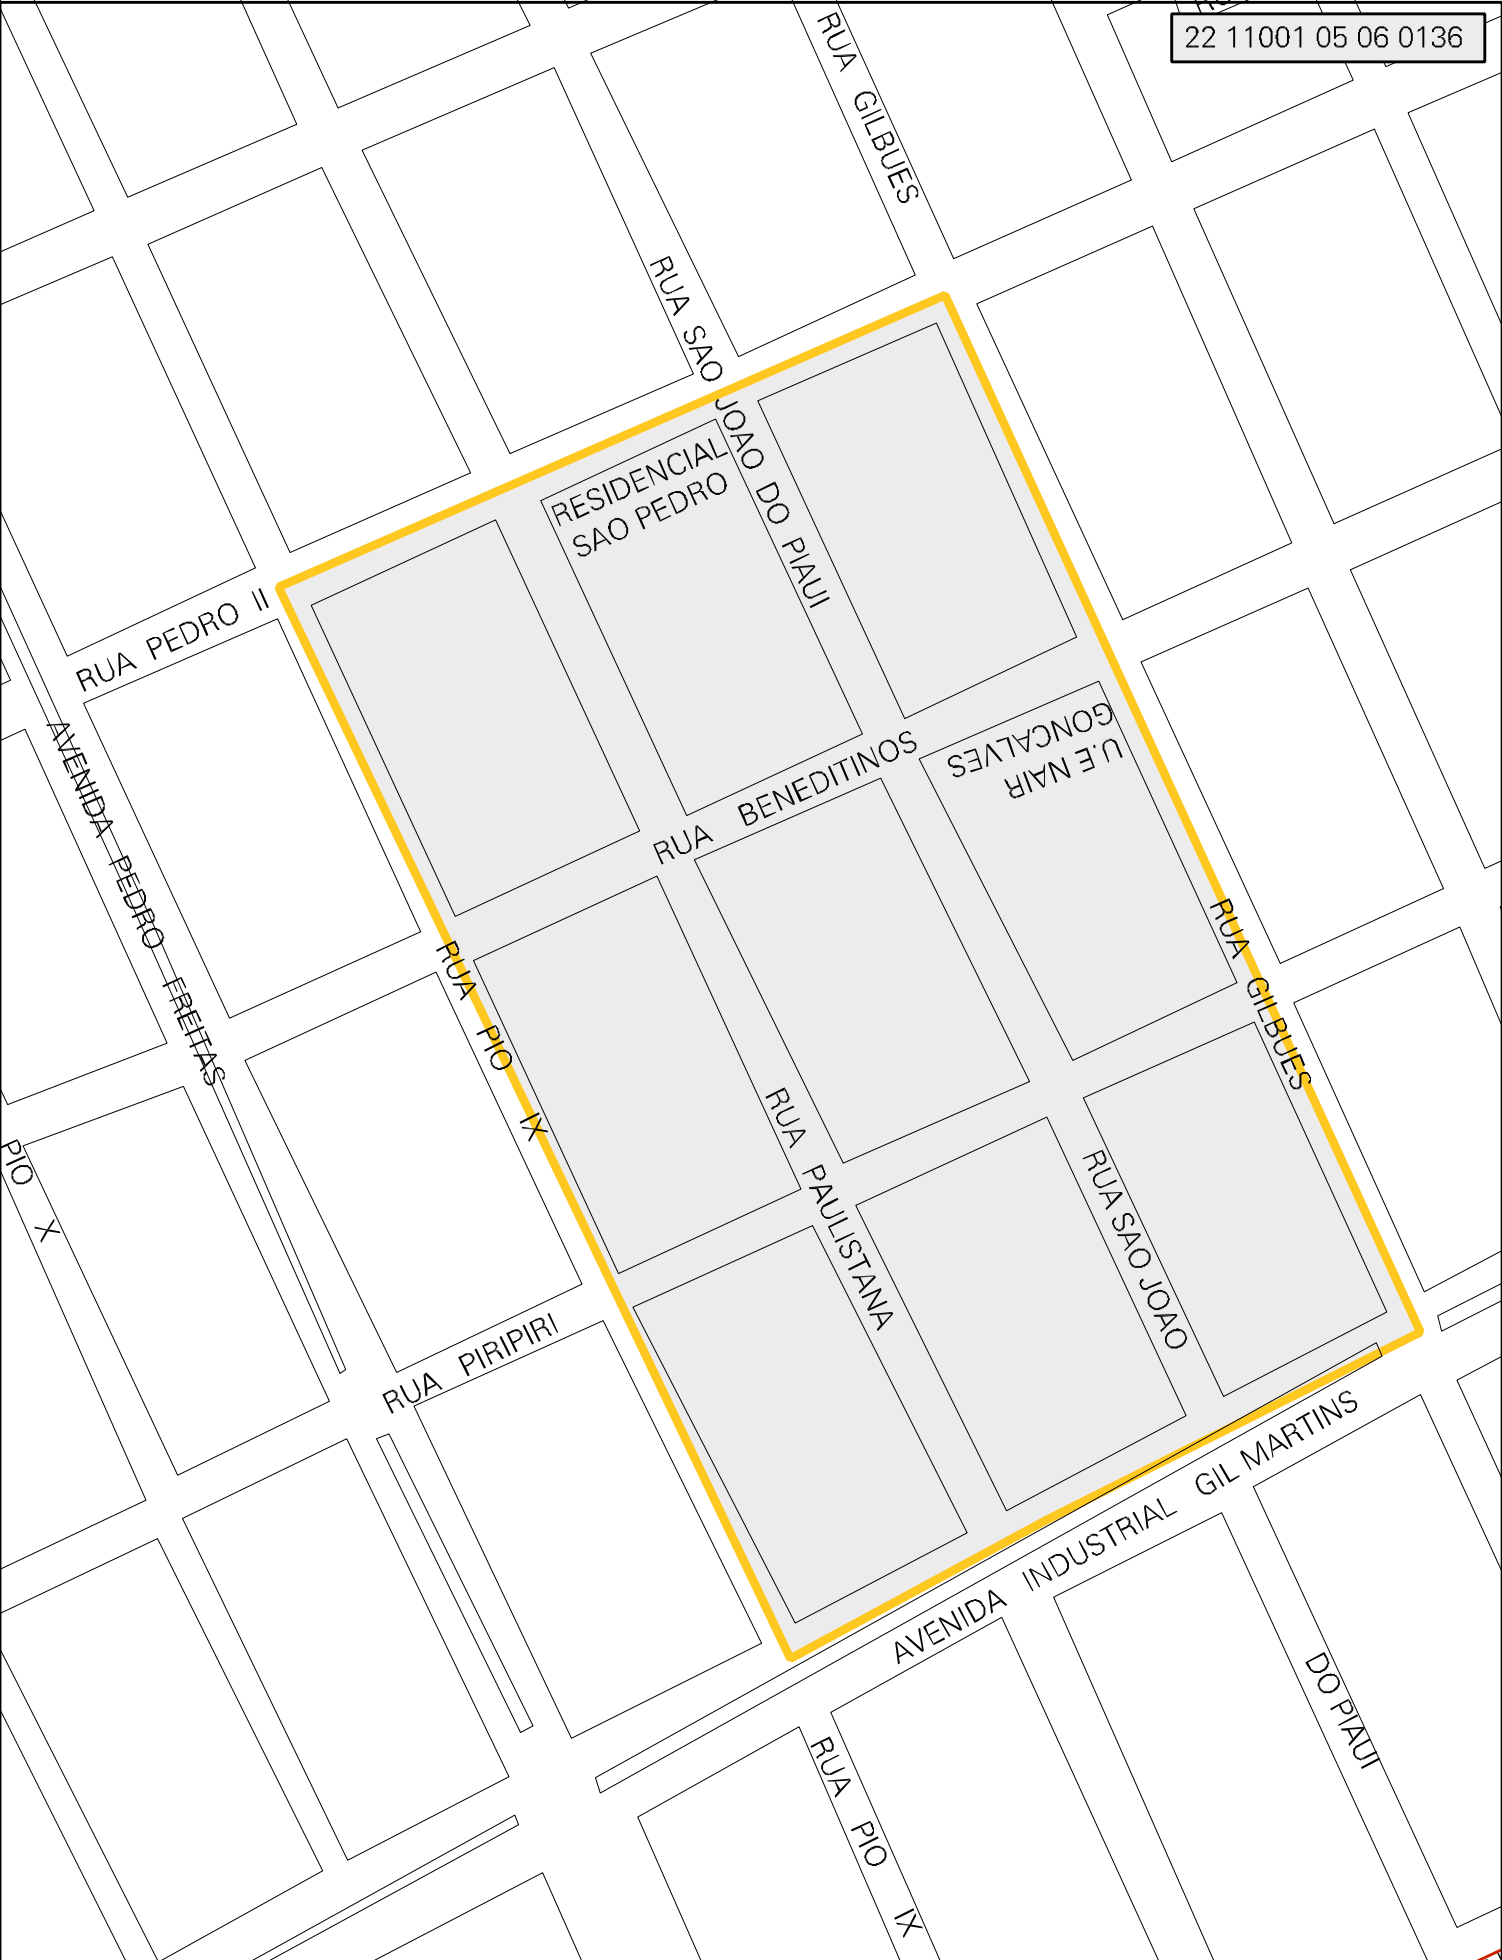 22 11001 05 06 0136
RUA GILBUES
RUA SAO JOAO DO PIAUI
RESIDENCIAL
SAO PEDRO
RUA PEDRO II
AVENIDA PEDRO FREITAS
RUA BENEDITINOS
U.E NAIR
GONCALVES
RUA PIO IX
RUA GILBUES
PIO X
RUA PAULISTANA
RUA SAO JOAO
RUA PIRIPIRI
AVENIDA INDUSTRIAL GIL MARTINS
DO PIAUI
RUA PIO IX